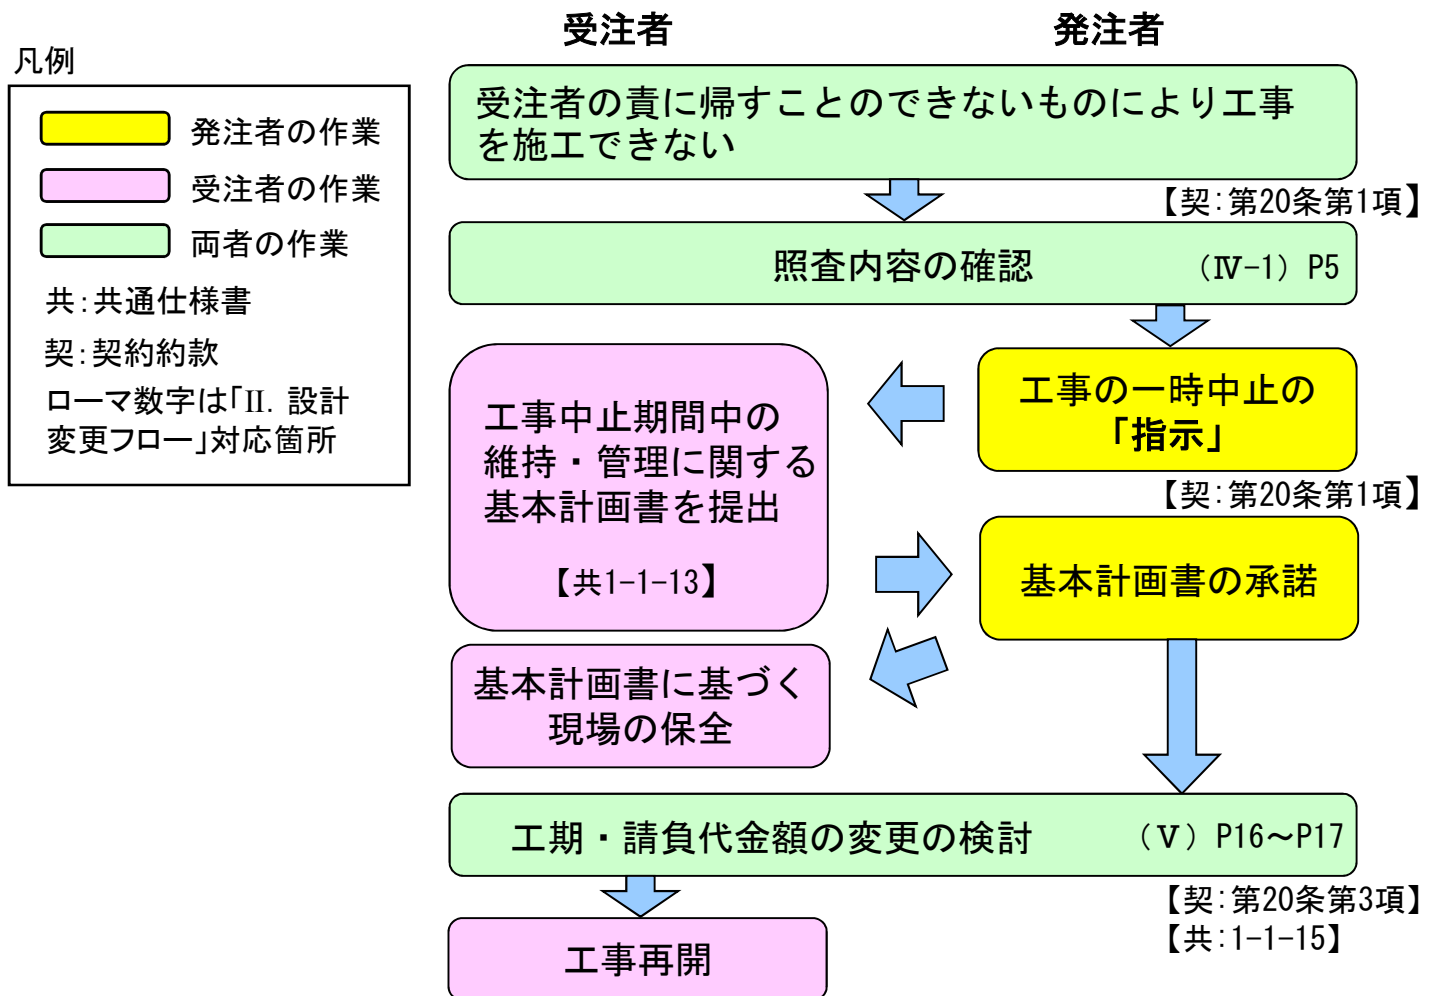 受注者
発注者
凡例
発注者の作業
受注者の作業
両者の作業
共:共通仕様書
契:契約約款
ローマ数字は「Ⅱ. 設計
変更フロー」対応箇所
受注者の責に帰すことのできないものにより工事
を施工できない
【契:第20条第1項】
照査内容の確認 (Ⅳ-1) P5
工事の一時中止の
「指示」
【契:第20条第1項】
工事中止期間中の
維持・管理に関する
基本計画書を提出
【共1-1-13】
基本計画書の承諾
基本計画書に基づく
現場の保全
工期・請負代金額の変更の検討 (Ⅴ) P16~P17
【契:第20条第3項】
【共:1-1-15】
工事再開